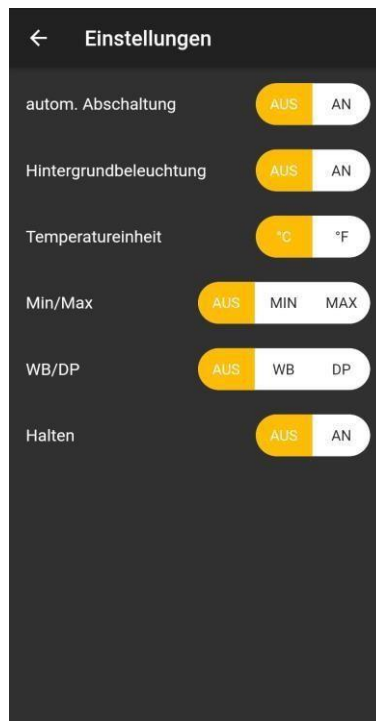 Einstellungen
autom. Abschaltung AUS AN
Hintergrundbeleuchtung AUS AN
Temperatureinheit °C °F
Min/Max AUS MIN MAX
WB/DP AUS WB DP
Halten AUS AN